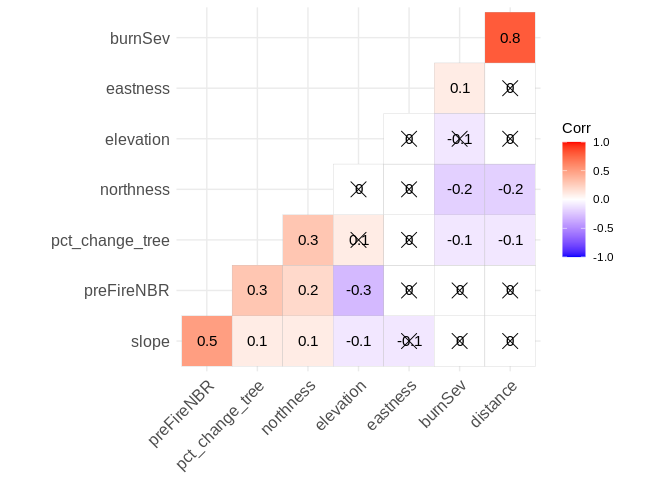 burnSev 0.8
eastness 0.1 0
elevation 0 -0.1 0
northness 0 0 -0.2 -0.2
pct_change_tree 0.3 0.1 0 -0.1 -0.1
preFireNBR 0.3 0.2 -0.3 0 0 0
slope 0.5 0.1 0.1 -0.1 -0.1 0 0
preFireNBR
pct_change_tree
northness
elevation
eastness
burnSev
distance
Corr
1.0
0.5
0.0
-0.5
-1.0